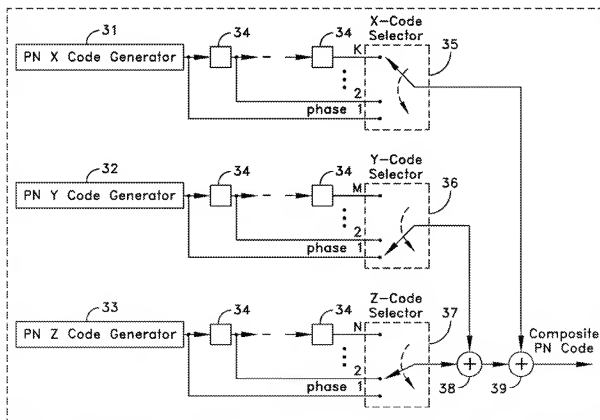 31
PN X Code Generator
34
34
X-Code
Selector
35
K
2
phase 1
32
PN Y Code Generator
34
34
Y-Code
Selector
36
M
2
phase 1
33
PN Z Code Generator
34
34
Z-Code
Selector
37
N
2
phase 1
+
38
+
39
Composite
PN Code